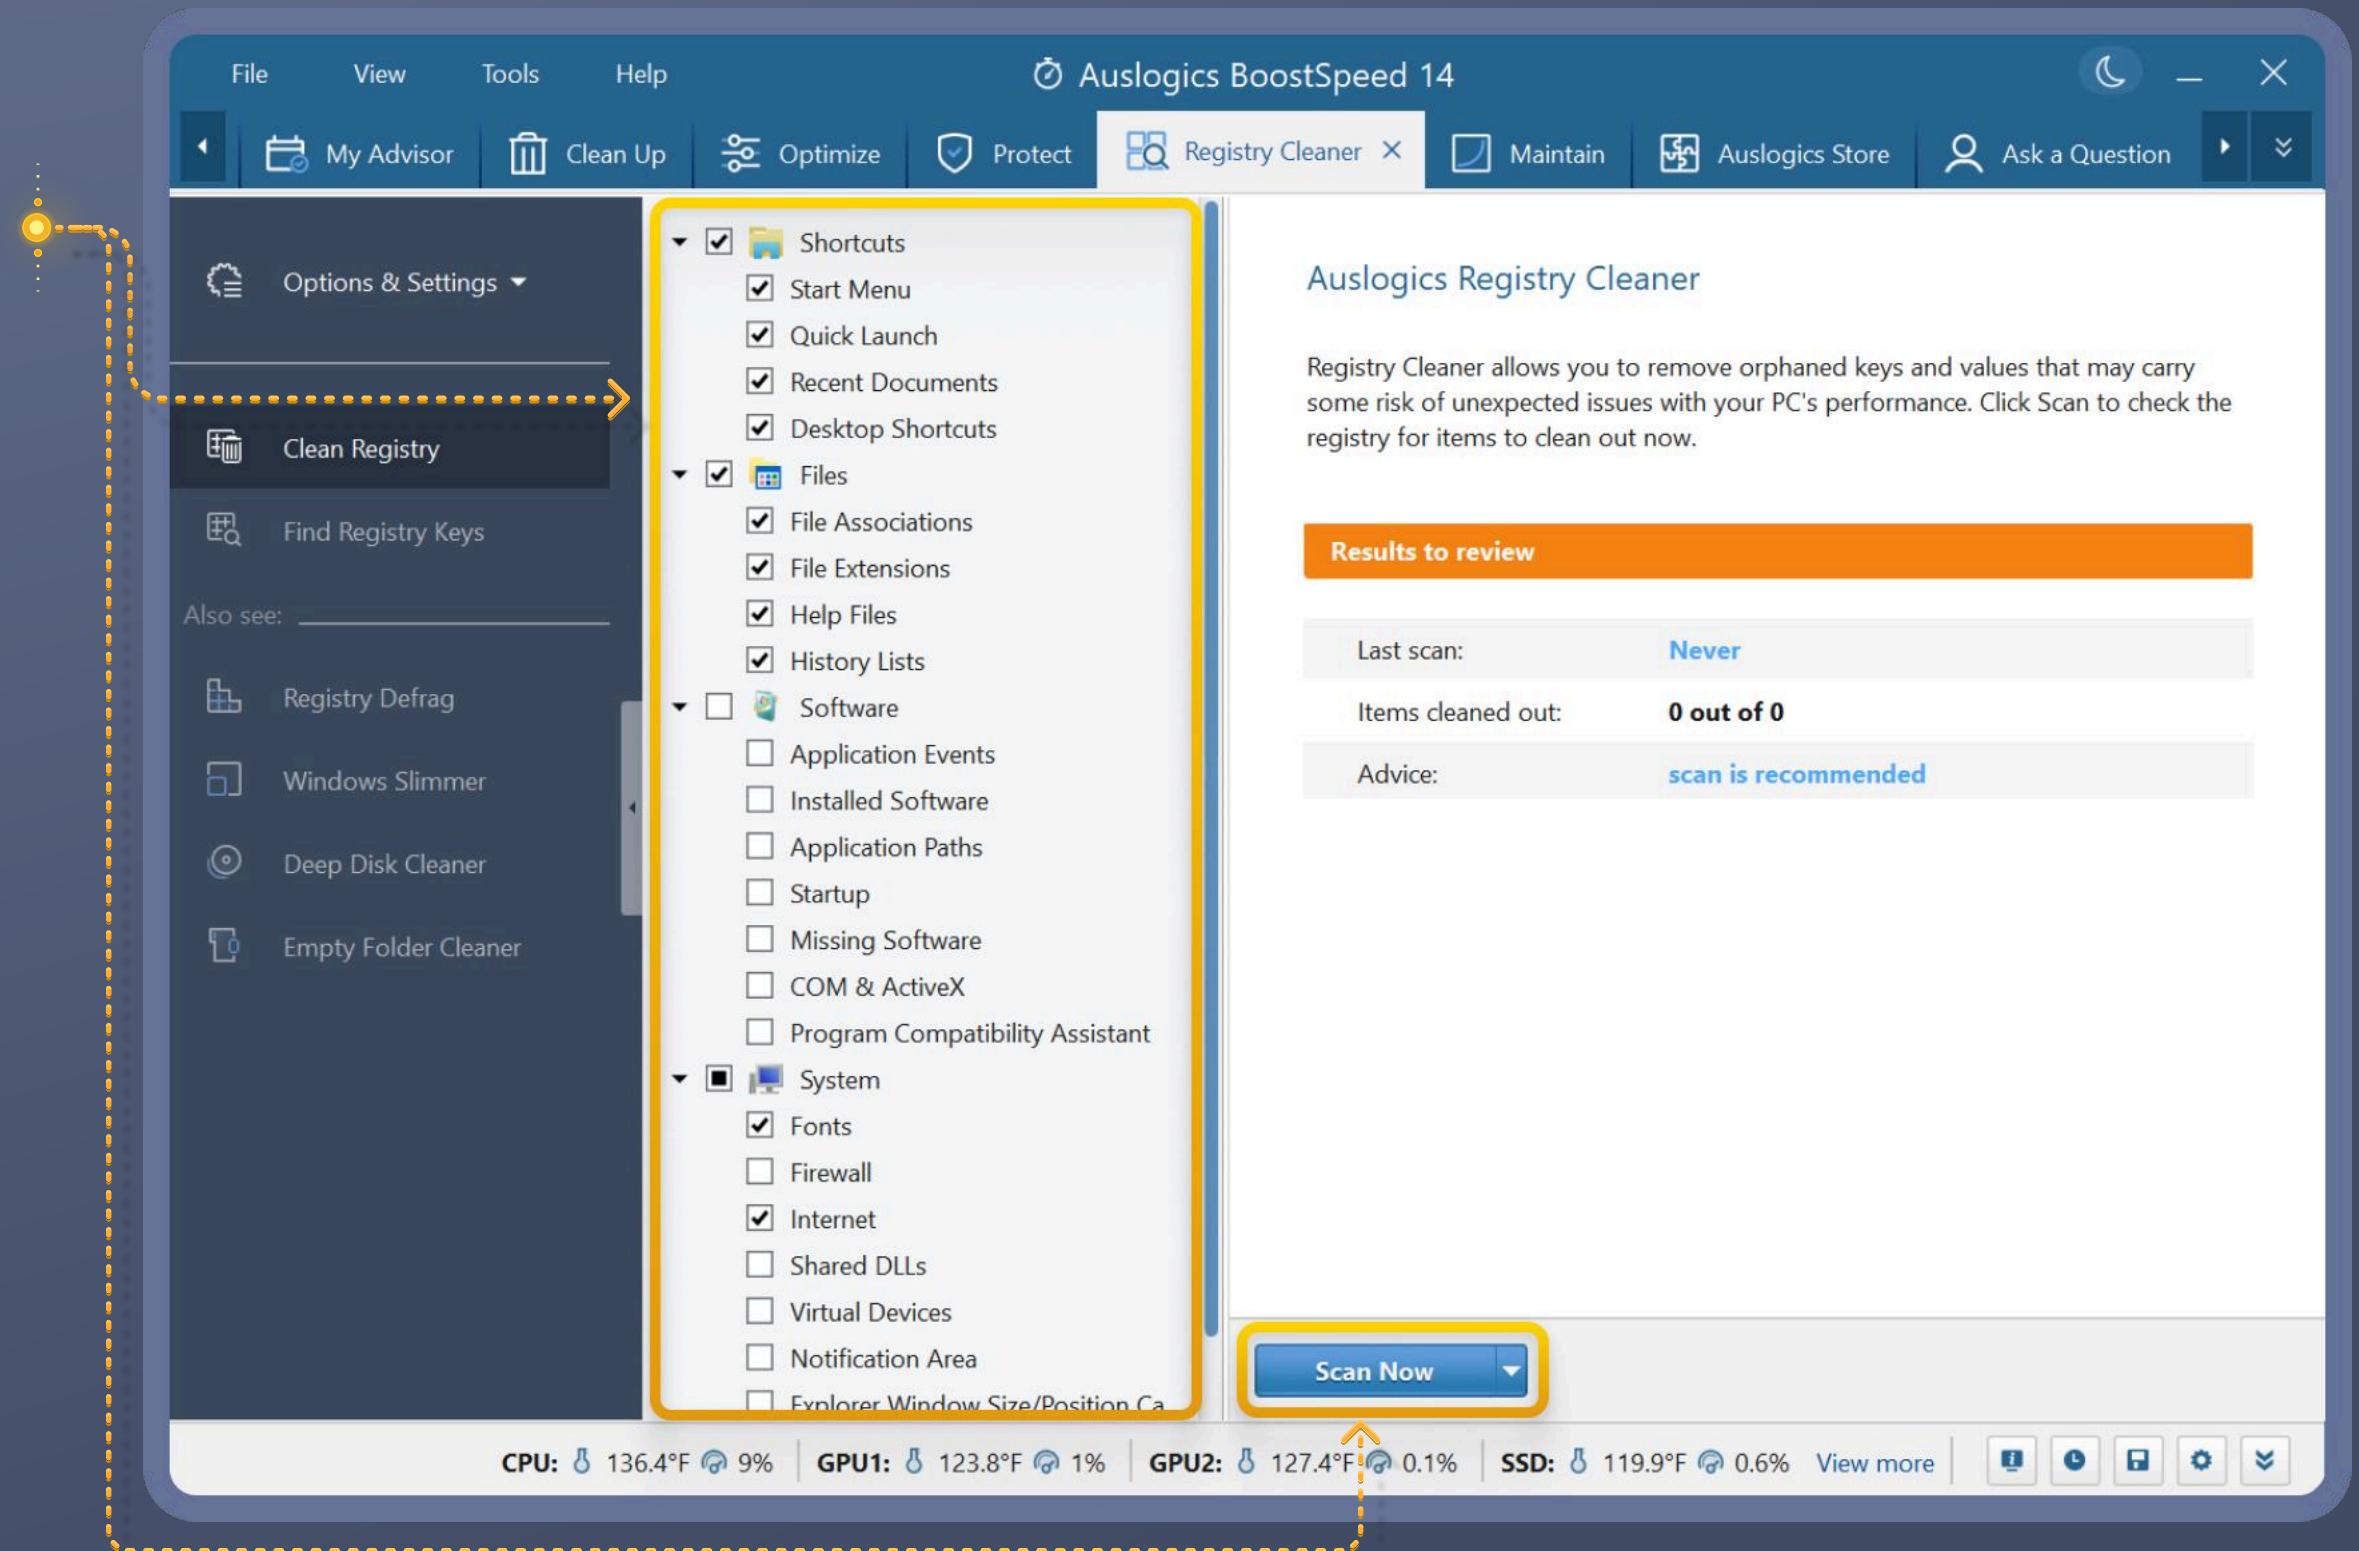 File View Tools Help
Auslogics BoostSpeed 14
My Advisor Clean Up Optimize Protect Registry Cleaner Maintain Auslogics Store Ask a Question
Options & Settings
Clean Registry
Find Registry Keys
Also see:
Registry Defrag
Windows Slimmer
Deep Disk Cleaner
Empty Folder Cleaner
Shortcuts
Start Menu
Quick Launch
Recent Documents
Desktop Shortcuts
Files
File Associations
File Extensions
Help Files
History Lists
Software
Application Events
Installed Software
Application Paths
Startup
Missing Software
COM & ActiveX
Program Compatibility Assistant
System
Fonts
Firewall
Internet
Shared DLLs
Virtual Devices
Notification Area
Explorer Window Size/Position Ca
Auslogics Registry Cleaner
Registry Cleaner allows you to remove orphaned keys and values that may carry
some risk of unexpected issues with your PC's performance. Click Scan to check the
registry for items to clean out now.
Results to review
Last scan: Never
Items cleaned out: 0 out of 0
Advice: scan is recommended
Scan Now
CPU: 136.4°F 9% GPU1: 123.8°F 1% GPU2: 127.4°F 0.1% SSD: 119.9°F 0.6% View more